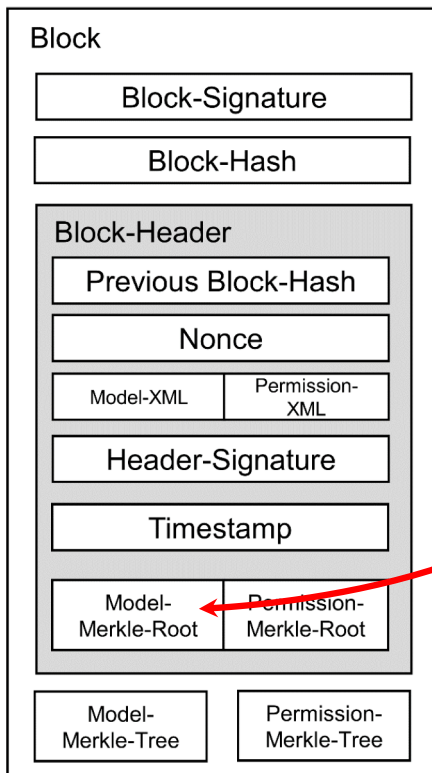 Block
Block-Signature
Block-Hash
Block-Header
Previous Block-Hash
Nonce
Model-XML
Permission-
XML
Header-Signature
Timestamp
Model-
Merkle-Root
Permission-
Merkle-Root
Model-
Merkle-Tree
Permission-
Merkle-Tree